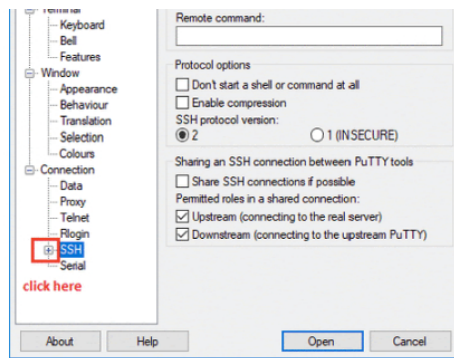 Terminal
Keyboard
Bell
Features
Window
Appearance
Behaviour
Translation
Selection
Colours
Connection
Data
Proxy
Telnet
Rlogin
SSH
Serial
click here
Remote command:
Protocol options
Don't start a shell or command at all
Enable compression
SSH protocol version:
2 1 (INSECURE)
Sharing an SSH connection between PuTTY tools
Share SSH connections if possible
Permitted roles in a shared connection:
Upstream (connecting to the real server)
Downstream (connecting to the upstream PuTTY)
About Help Open Cancel